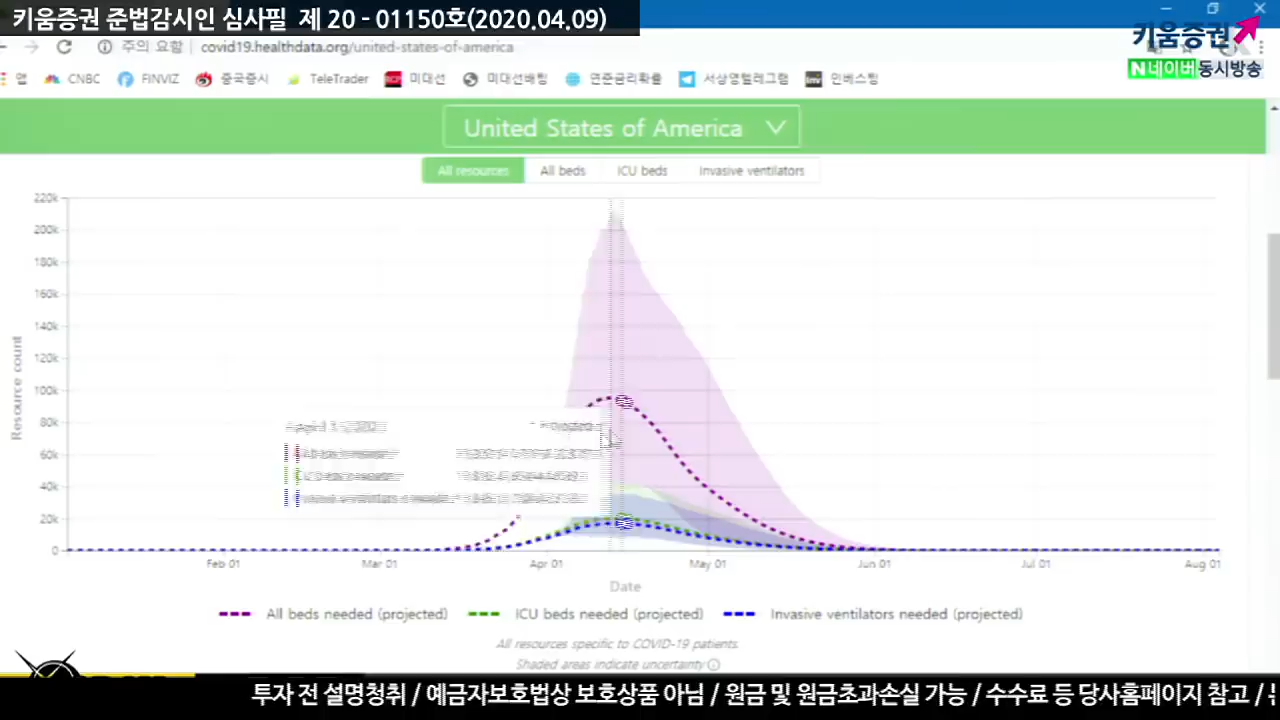 키움증권 준법감시인 심사필 제 20 - 01150호(2020.04.09)
키움증권
N 네이버 동시방송
주의 요함 covid19.healthdata.org/united-states-of-america
앱 CNBC FINVIZ 중국증시 TeleTrader 미대선 미대선배팅 연준금리확률 서상영텔레그램 인베스팅
United States of America
All resources All beds ICU beds Invasive ventilators
220k
200k
180k
160k
140k
120k
100k
80k
60k
40k
20k
0
Resource count
Feb 01 Mar 01 Apr 01 May 01 Jun 01 Jul 01 Aug 01
Date
All beds needed (projected) ICU beds needed (projected) Invasive ventilators needed (projected)
All resources specific to COVID-19 patients.
Shaded areas indicate uncertainty
투자 전 설명청취 / 예금자보호법상 보호상품 아님 / 원금 및 원금초과손실 가능 / 수수료 등 당사홈페이지 참고 /